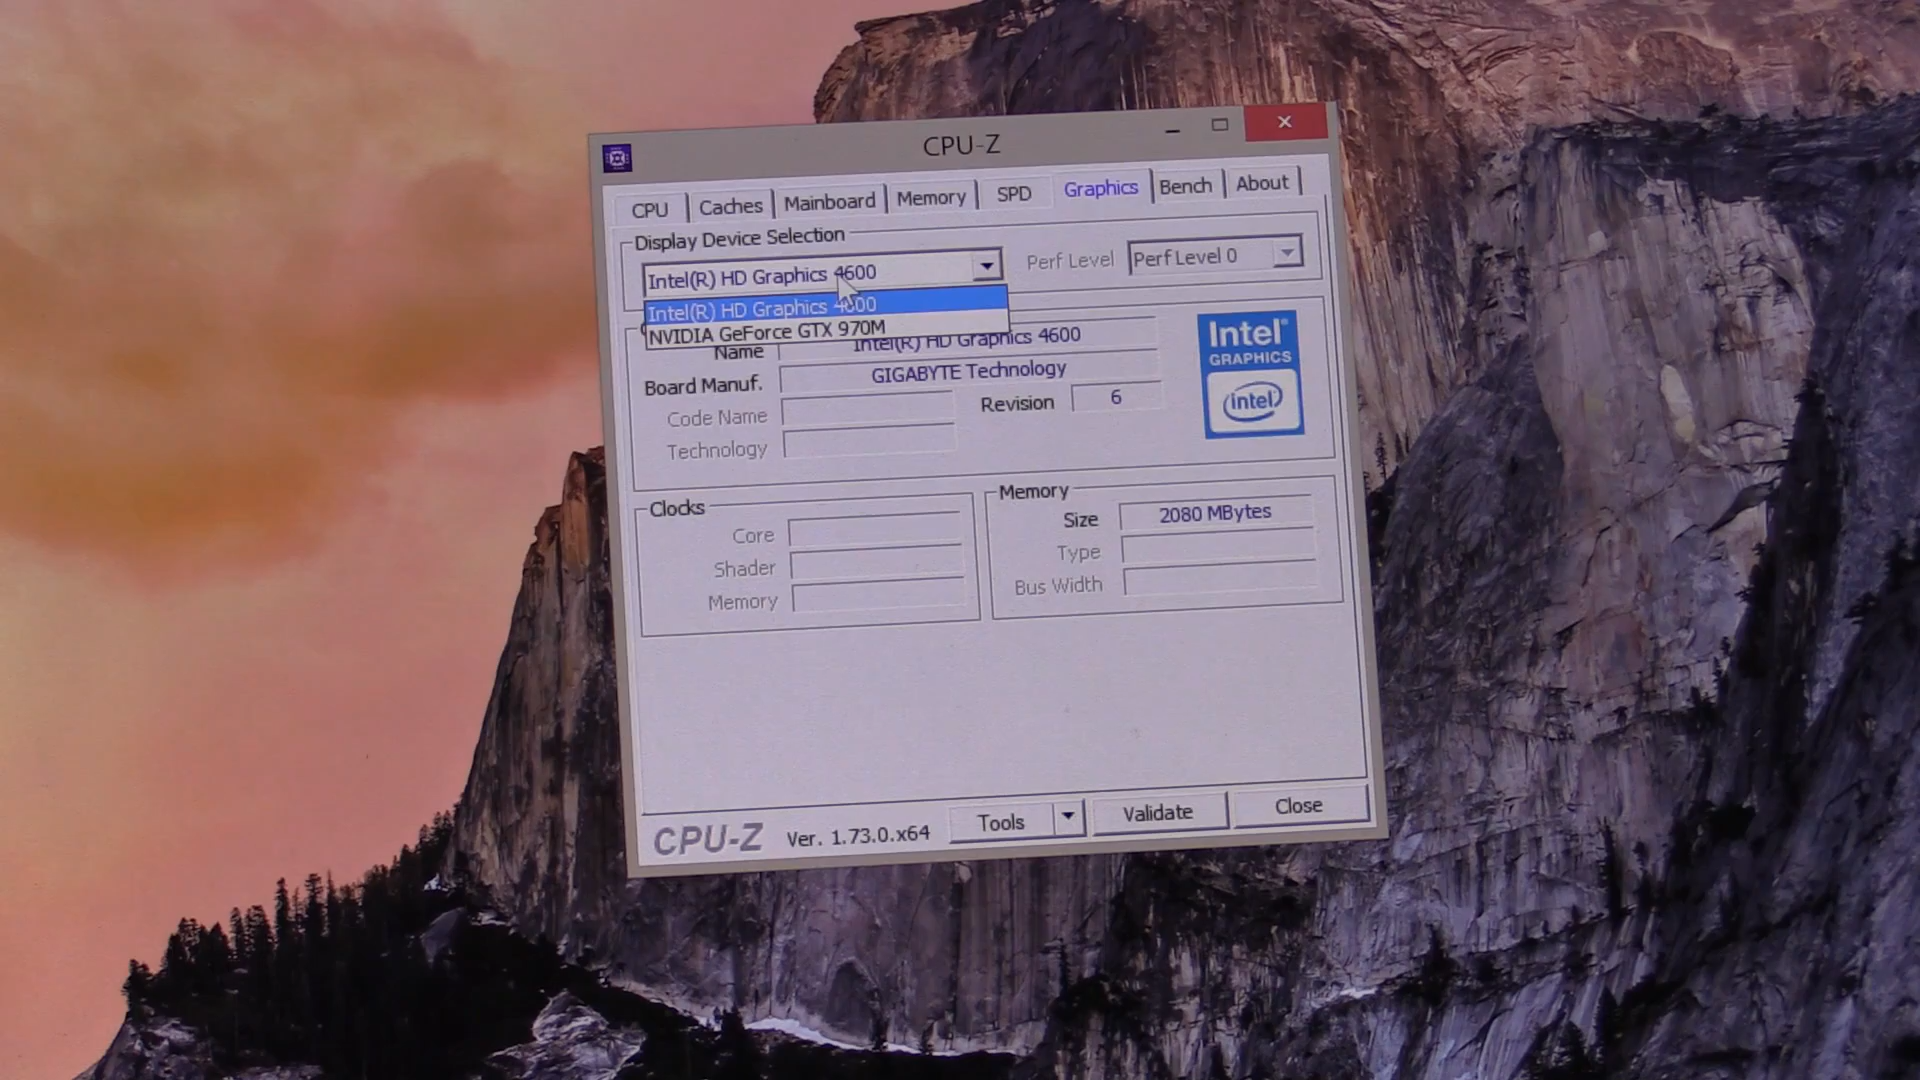 CPU-Z
CPU Caches Mainboard Memory SPD Graphics Bench About
Display Device Selection
Intel(R) HD Graphics 4600
Perf Level
Perf Level 0
Intel(R) HD Graphics 4600
NVIDIA GeForce GTX 970M
Name Intel(R) HD Graphics 4600
Board Manuf. GIGABYTE Technology
Code Name
Revision 6
Technology
Intel®
GRAPHICS
intel
Clocks
Core
Shader
Memory
Memory
Size 2080 MBytes
Type
Bus Width
CPU-Z Ver. 1.73.0.x64 Tools Validate Close